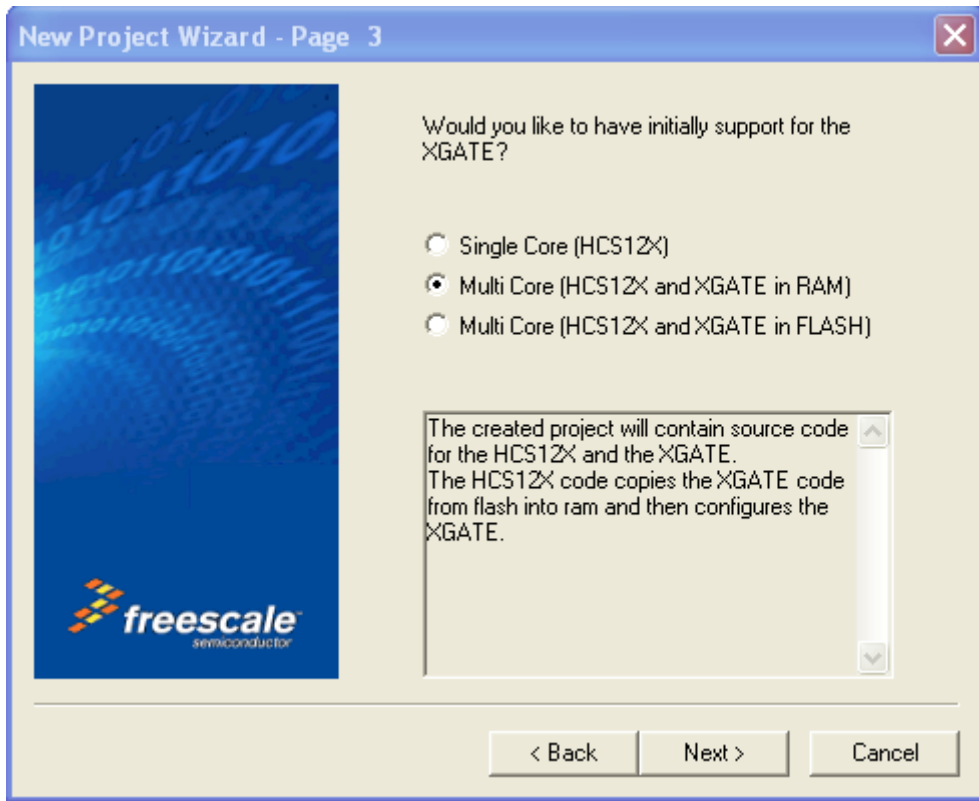 New Project Wizard - Page 3
Would you like to have initially support for the
XGATE?
Single Core (HCS12X)
Multi Core (HCS12X and XGATE in RAM)
Multi Core (HCS12X and XGATE in FLASH)
The created project will contain source code
for the HCS12X and the XGATE.
The HCS12X code copies the XGATE code
from flash into ram and then configures the
XGATE.
freescale
semiconductor
< Back
Next >
Cancel